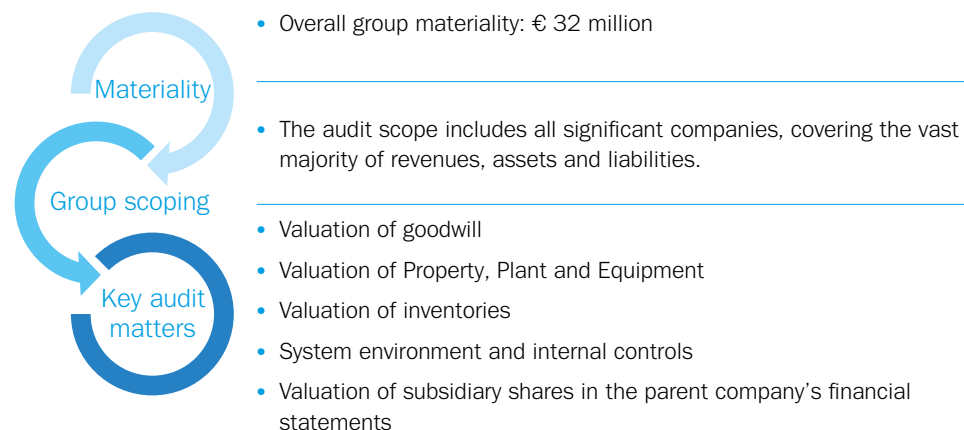 • Overall group materiality: € 32 million
Materiality
• The audit scope includes all significant companies, covering the vast
majority of revenues, assets and liabilities.
Group scoping
• Valuation of goodwill
• Valuation of Property, Plant and Equipment
Key audit
matters
• Valuation of inventories
• System environment and internal controls
• Valuation of subsidiary shares in the parent company's financial
statements